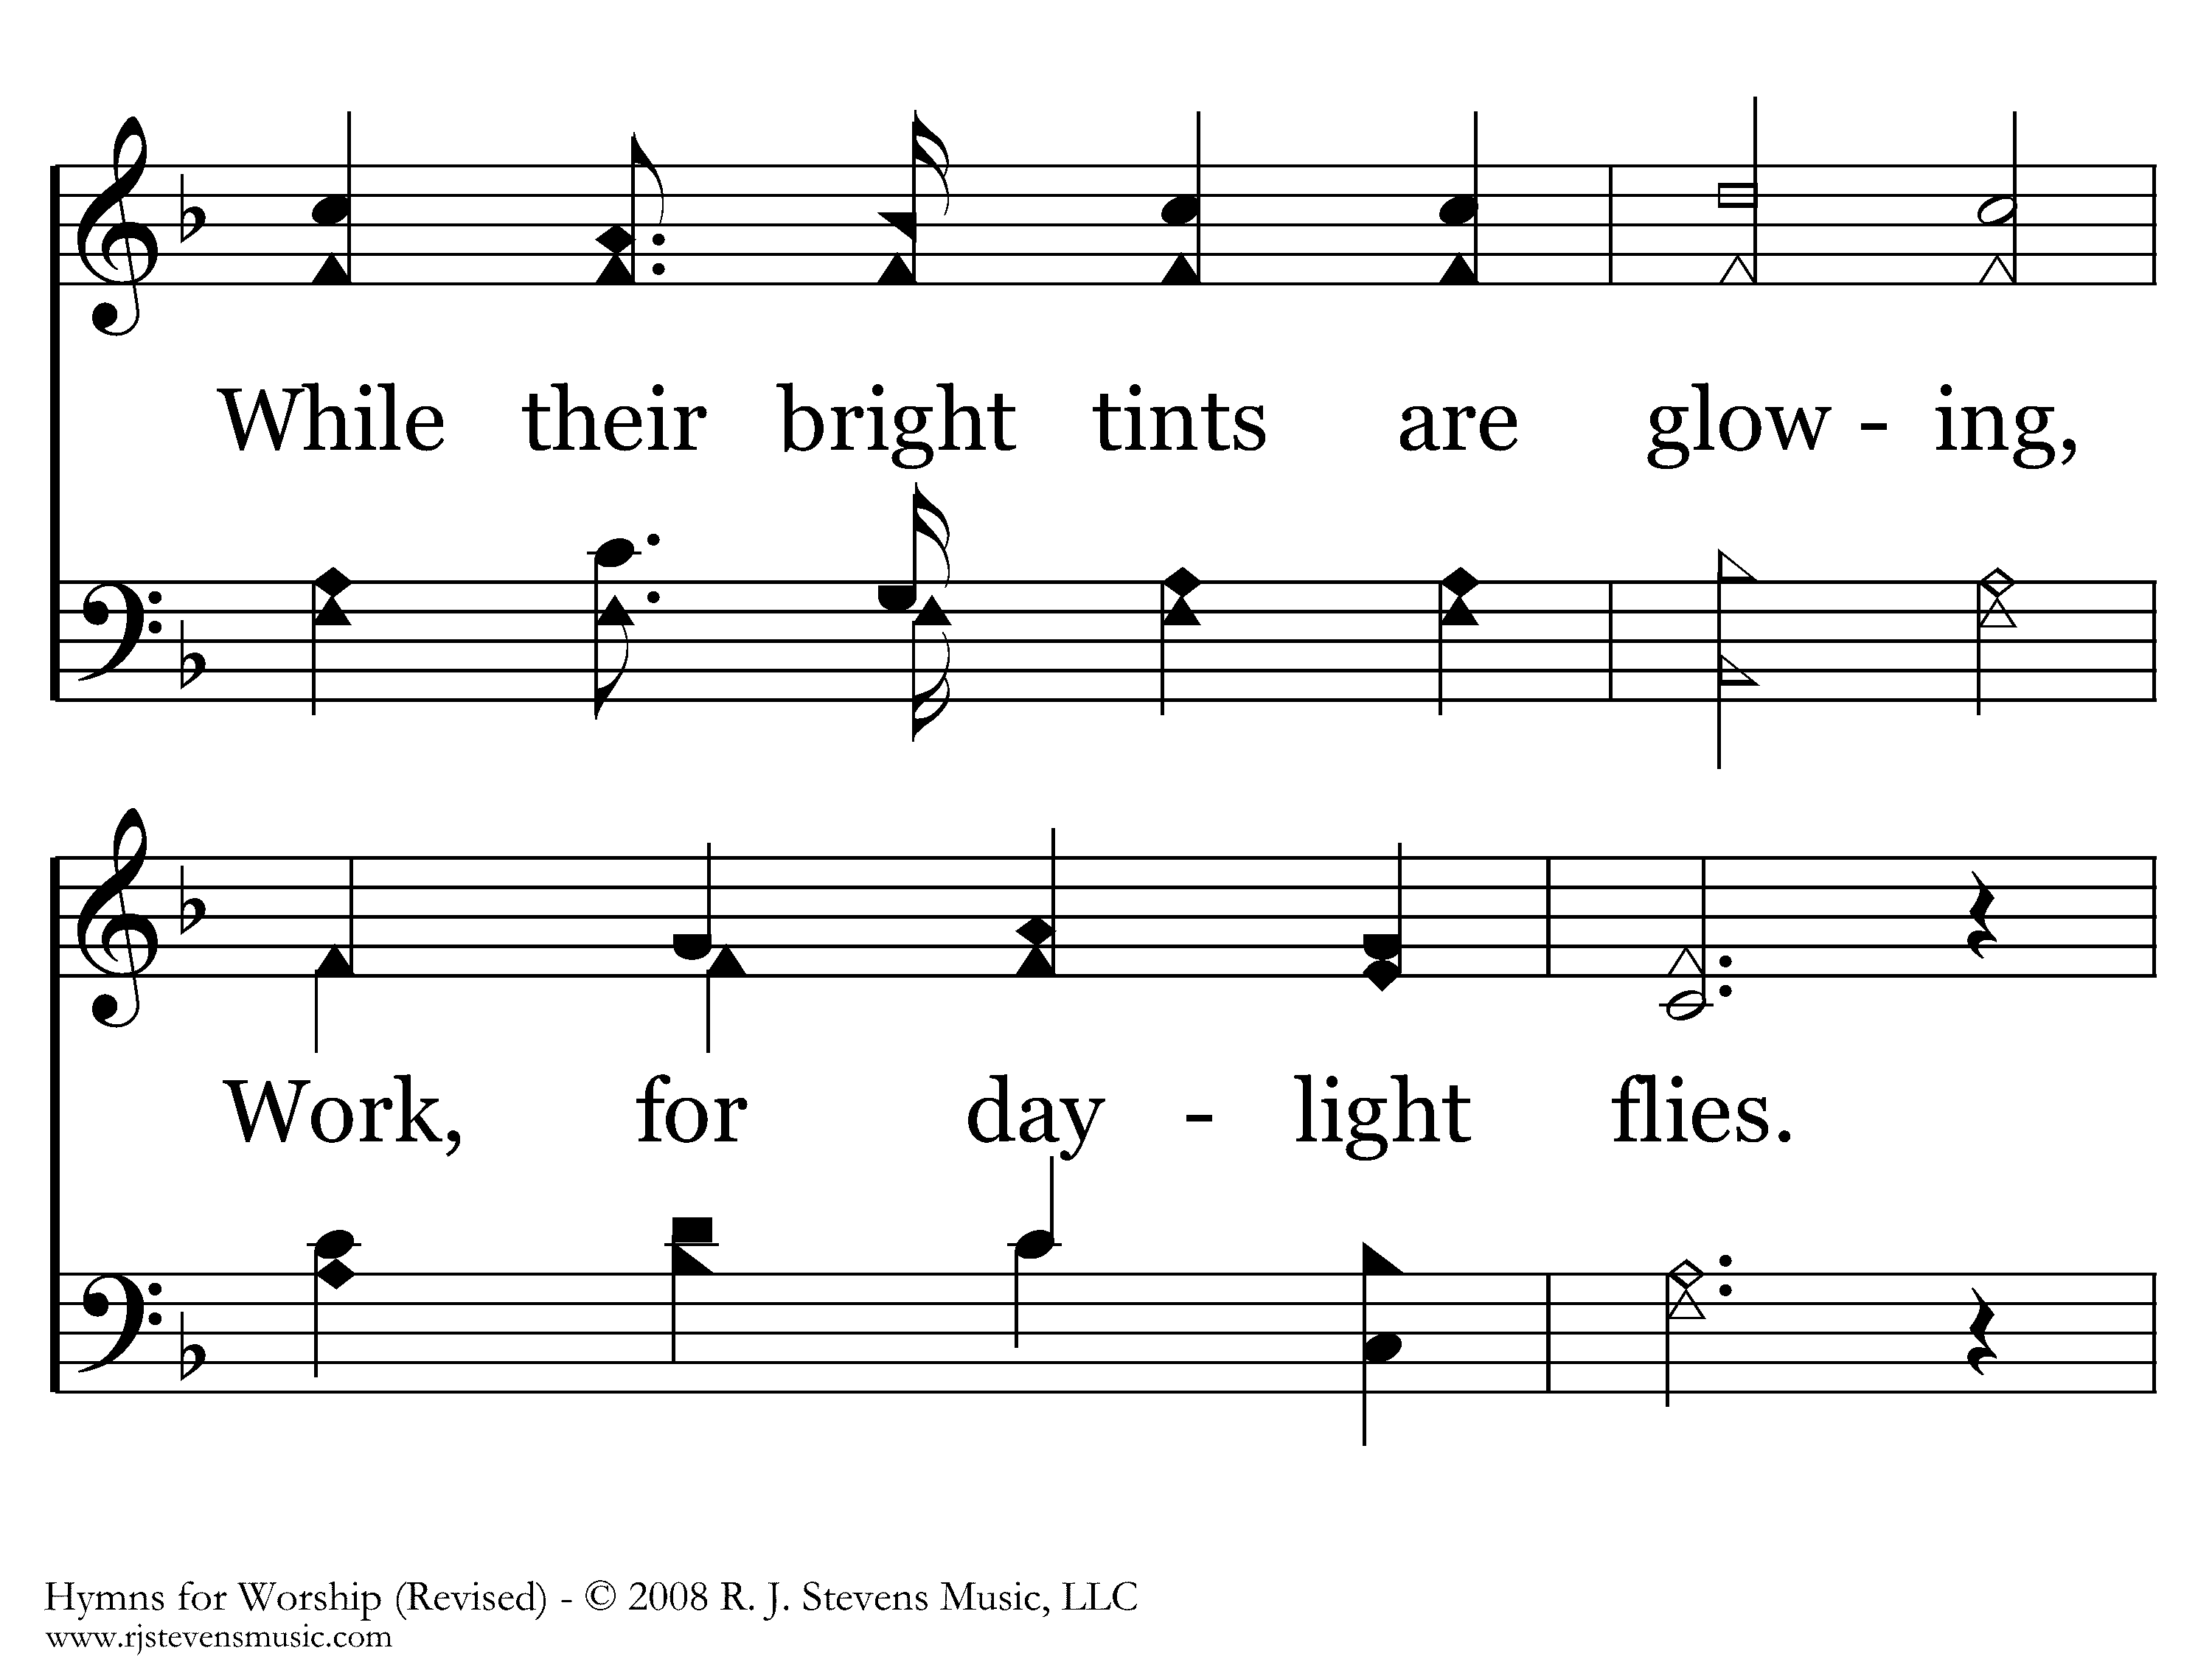 While their bright tints are glow - ing,
Work, for day - light flies.
Hymns for Worship (Revised) - © 2008 R. J. Stevens Music, LLC
www.rjstevensmusic.com